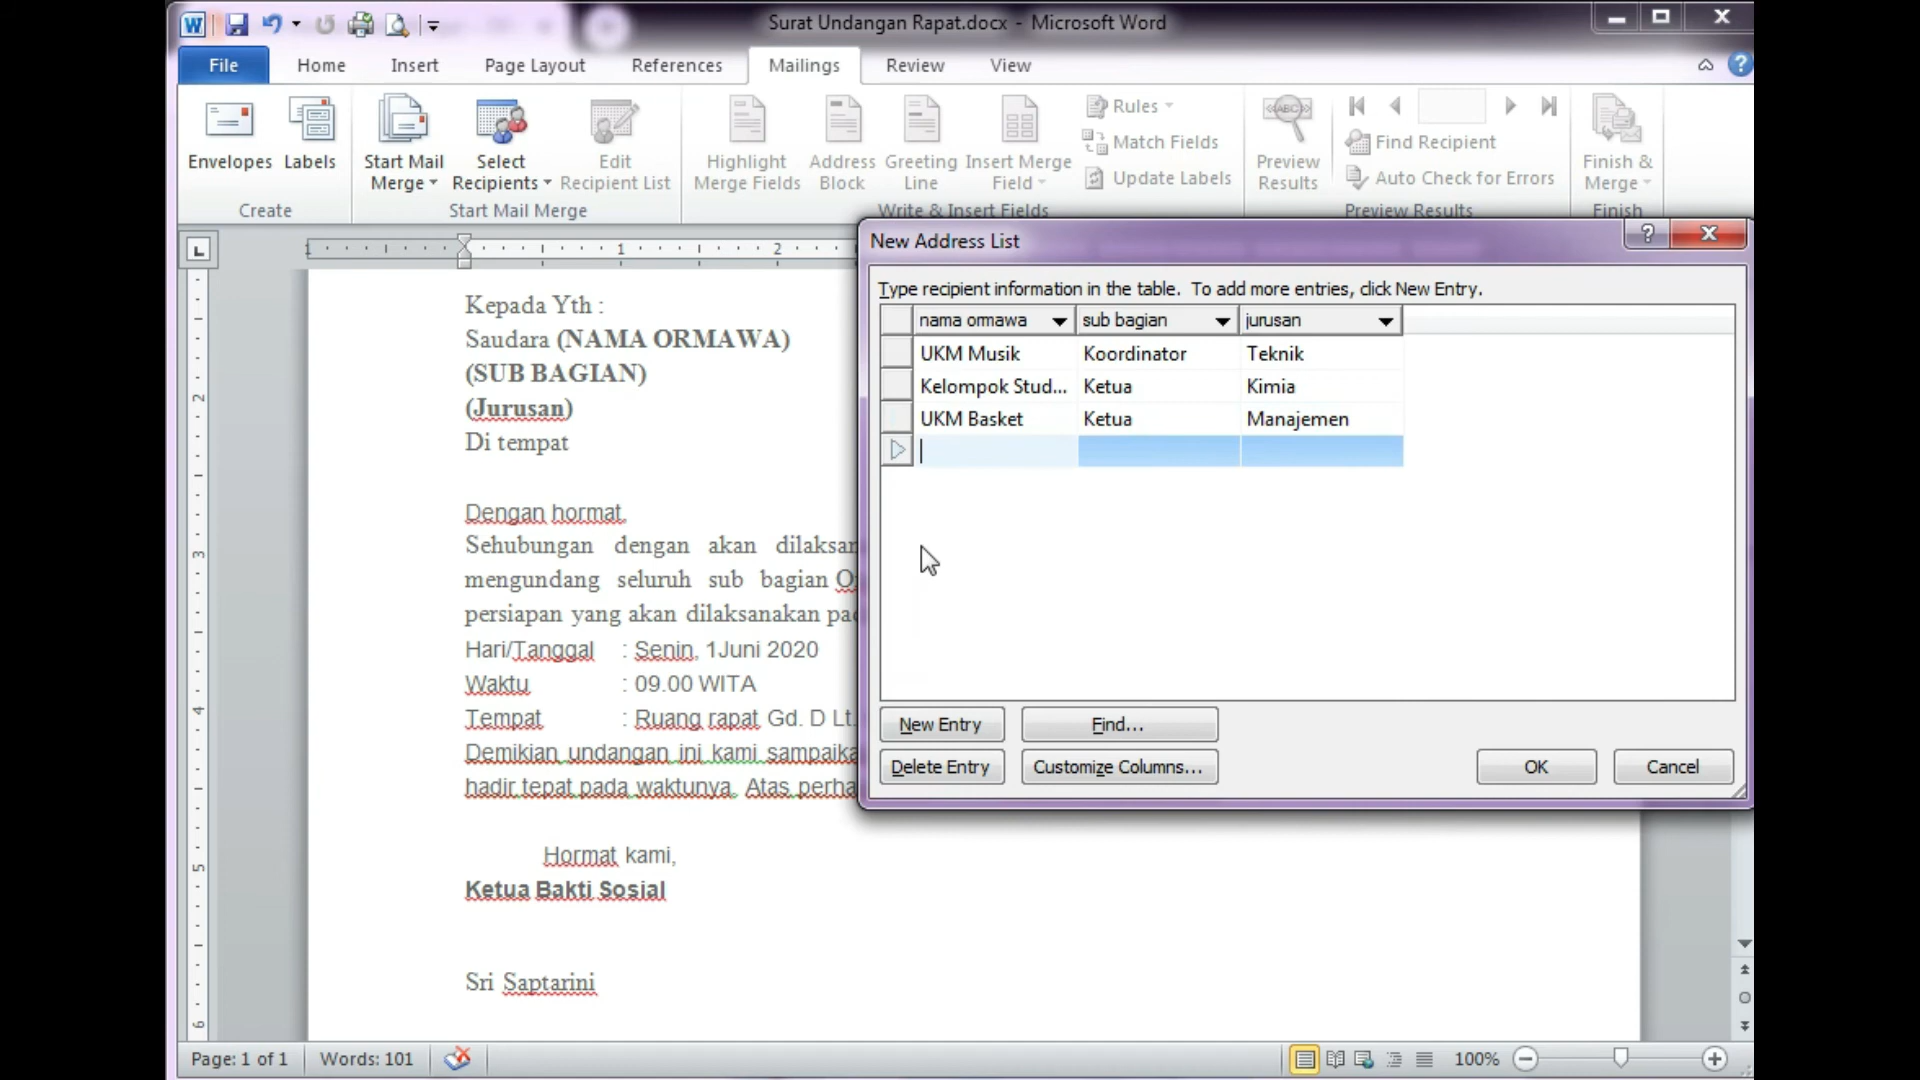 Surat Undangan Rapat.docx - Microsoft Word
File Home Insert Page Layout References Mailings Review View
Envelopes
Labels
Create
Start Mail Merge
Select Recipients
Edit Recipient List
Start Mail Merge
Highlight Merge Fields
Address Block
Greeting Line
Insert Merge Field
Rules
Match Fields
Update Labels
Write & Insert Fields
Preview Results
Find Recipient
Auto Check for Errors
Preview Results
Finish & Merge
Finish
Kepada Yth :
Saudara (NAMA ORMAWA)
(SUB BAGIAN)
(Jurusan)
Di tempat
Dengan hormat,
Sehubungan dengan akan dilaksan
mengundang seluruh sub bagian O
persiapan yang akan dilaksanakan pac
Hari/Tanggal : Senin, 1Juni 2020
Waktu : 09.00 WITA
Tempat : Ruang rapat Gd. D Lt.
Demikian undangan ini kami sampaika
hadir tepat pada waktunya. Atas perha
Hormat kami,
Ketua Bakti Sosial
Sri Saptarini
New Address List
Type recipient information in the table. To add more entries, click New Entry.
nama ormawa sub bagian jurusan
UKM Musik Koordinator Teknik
Kelompok Stud... Ketua Kimia
UKM Basket Ketua Manajemen
New Entry Find...
Delete Entry Customize Columns... OK Cancel
Page: 1 of 1 Words: 101 100%